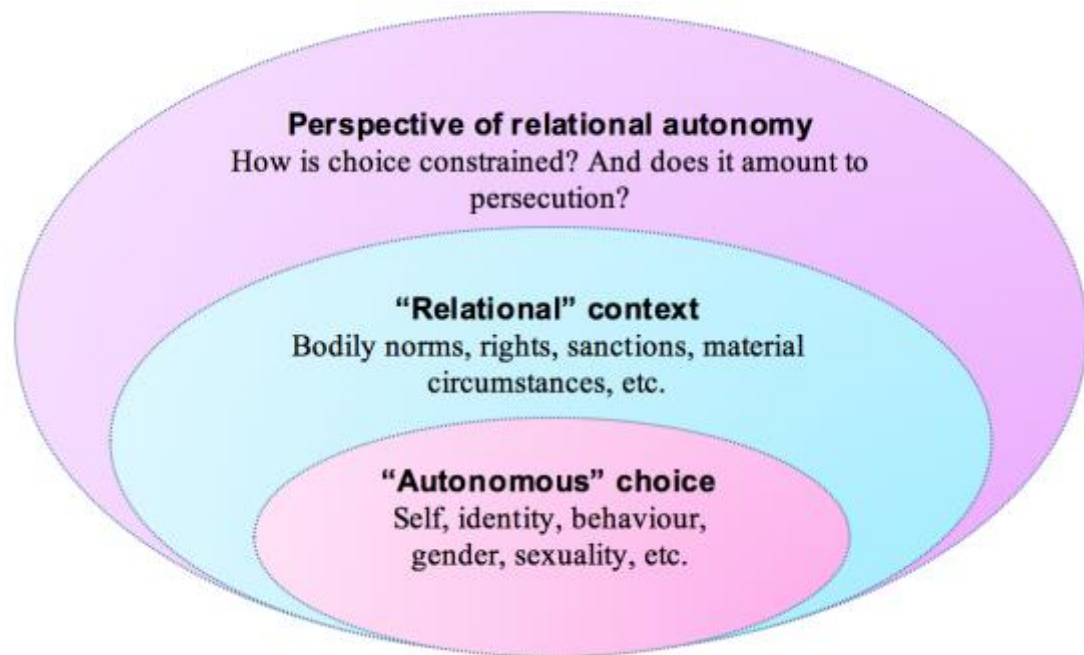 Perspective of relational autonomy
How is choice constrained? And does it amount to
persecution?
“Relational” context
Bodily norms, rights, sanctions, material
circumstances, etc.
“Autonomous” choice
Self, identity, behaviour,
gender, sexuality, etc.